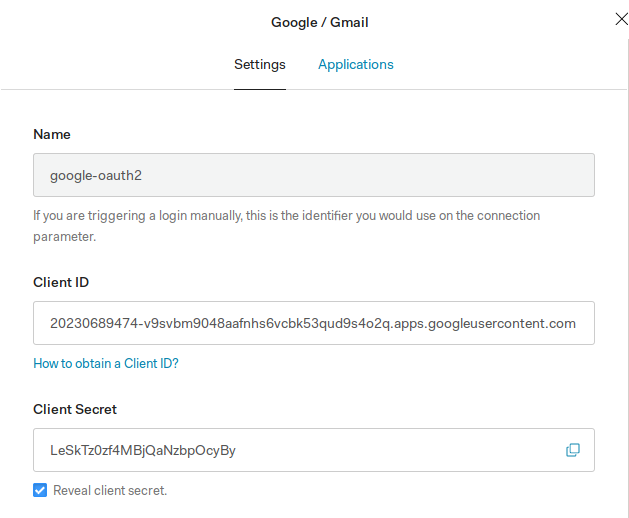 Google / Gmail
Settings
Applications
Name
google-oauth2
If you are triggering a login manually, this is the identifier you would use on the connection
parameter.
Client ID
20230689474-v9svbm9048aafnhs6vcbk53qud9s4o2q.apps.googleusercontent.com
How to obtain a Client ID?
Client Secret
LeSkTz0zf4MBjQaNzbpOcyBy
Reveal client secret.